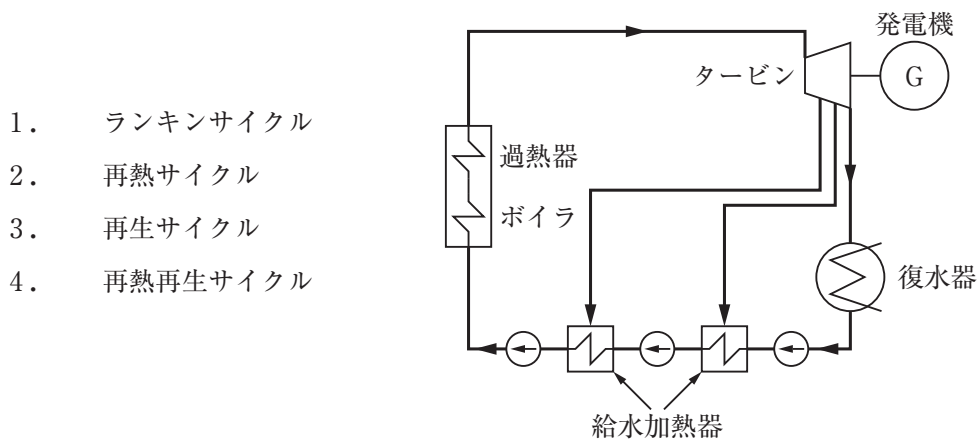 1. ランキンサイクル
2. 再熱サイクル
3. 再生サイクル
4. 再熱再生サイクル
発電機
タービン
G
過熱器
ボイラ
復水器
給水加熱器